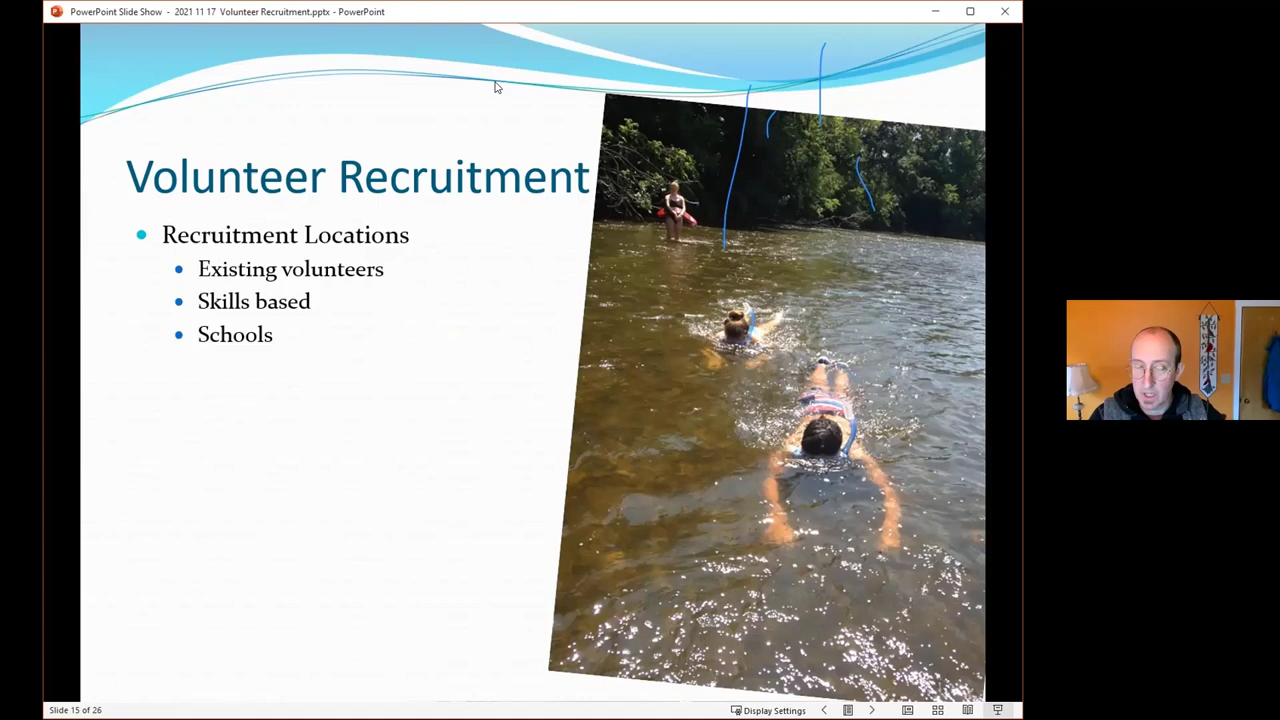 PowerPoint Slide Show - 2021 11 17 Volunteer Recruitment.pptx - PowerPoint
Volunteer Recruitment
Recruitment Locations
Existing volunteers
Skills based
Schools
Slide 15 of 26
Display Settings